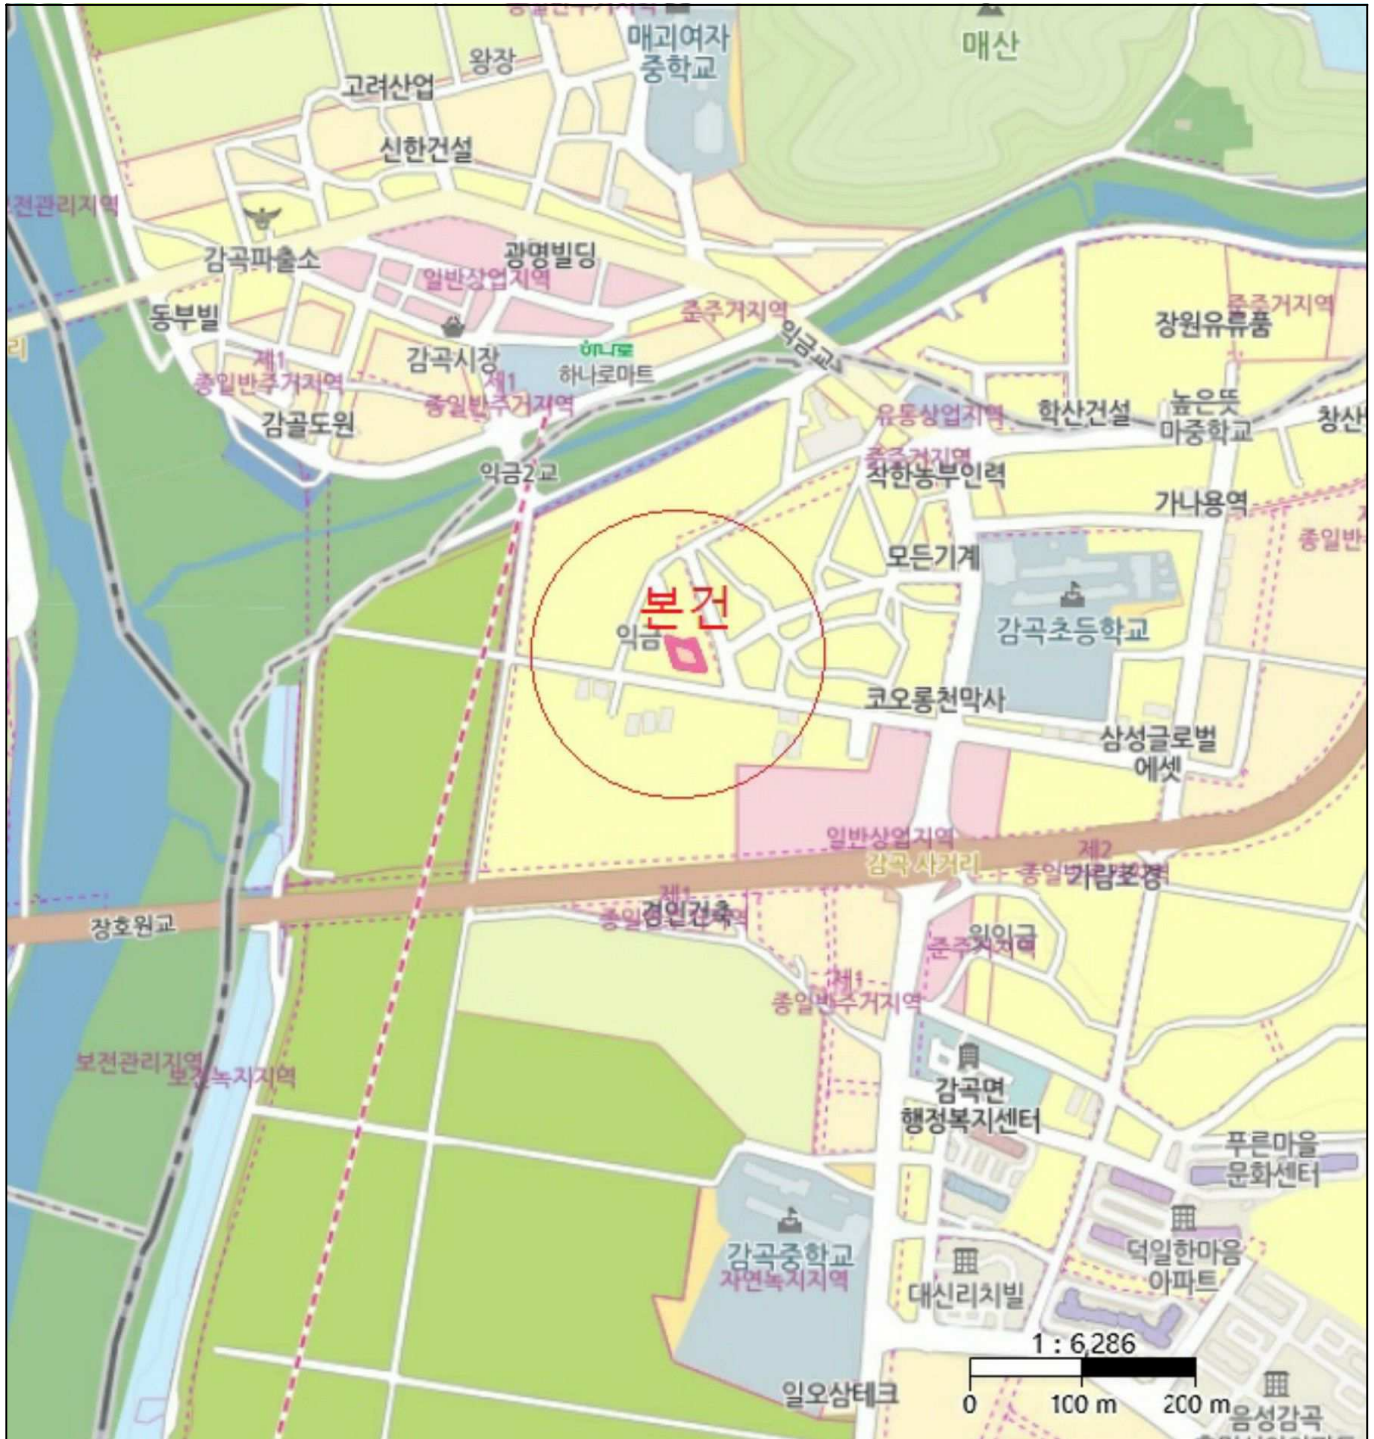 매괴여자
중학교
매산
왕장
고려산업
신한건설
보전관리지역
감곡파출소
광명빌딩
일반상업지역
준주거지역
준주거지역
장원유류품
동부빌
리
감곡시장
하나로
하나로마트
익금교
제1
종일반주거지역
제1
종일반주거지역
감골도원
유통상업지역
학산건설
높은뜻
마중학교
창산
준주거지역
착한농부인력
익금2교
가나용역
종일반
모든기계
본건
익금
감곡초등학교
코오롱천막사
삼성글로벌
에셋
일반상업지역
감곡 사거리
제2
장호원교
제1
경인건축
준주거지역
제1
종일반주거지역
보전관리지역
보전녹지지역
감곡면
행정복지센터
푸른마을
문화센터
감곡중학교
자연녹지지역
덕일한마음
아파트
대신리치빌
1 : 6,286
0 100 m 200 m
일오삼테크
음성감곡